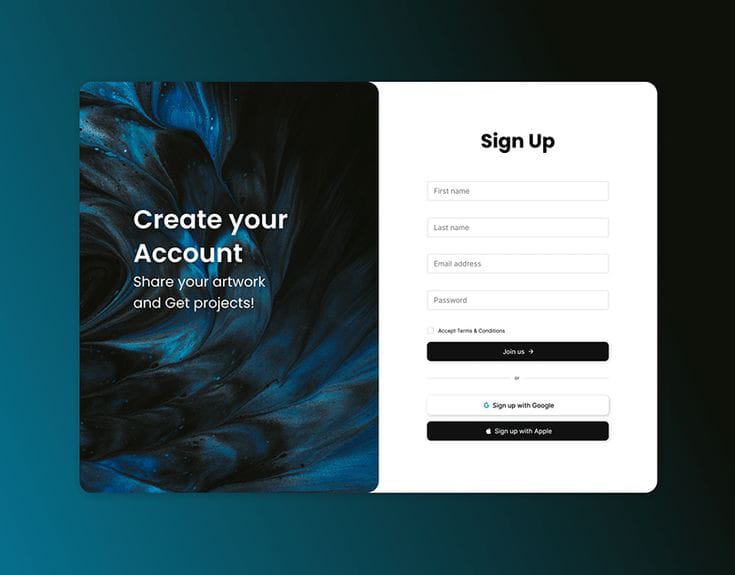 Create your
Account
Share your artwork
and Get projects!
Sign Up
First name
Last name
Email address
Password
Accept Terms & Conditions
Join us →
or
Sign up with Google
Sign up with Apple